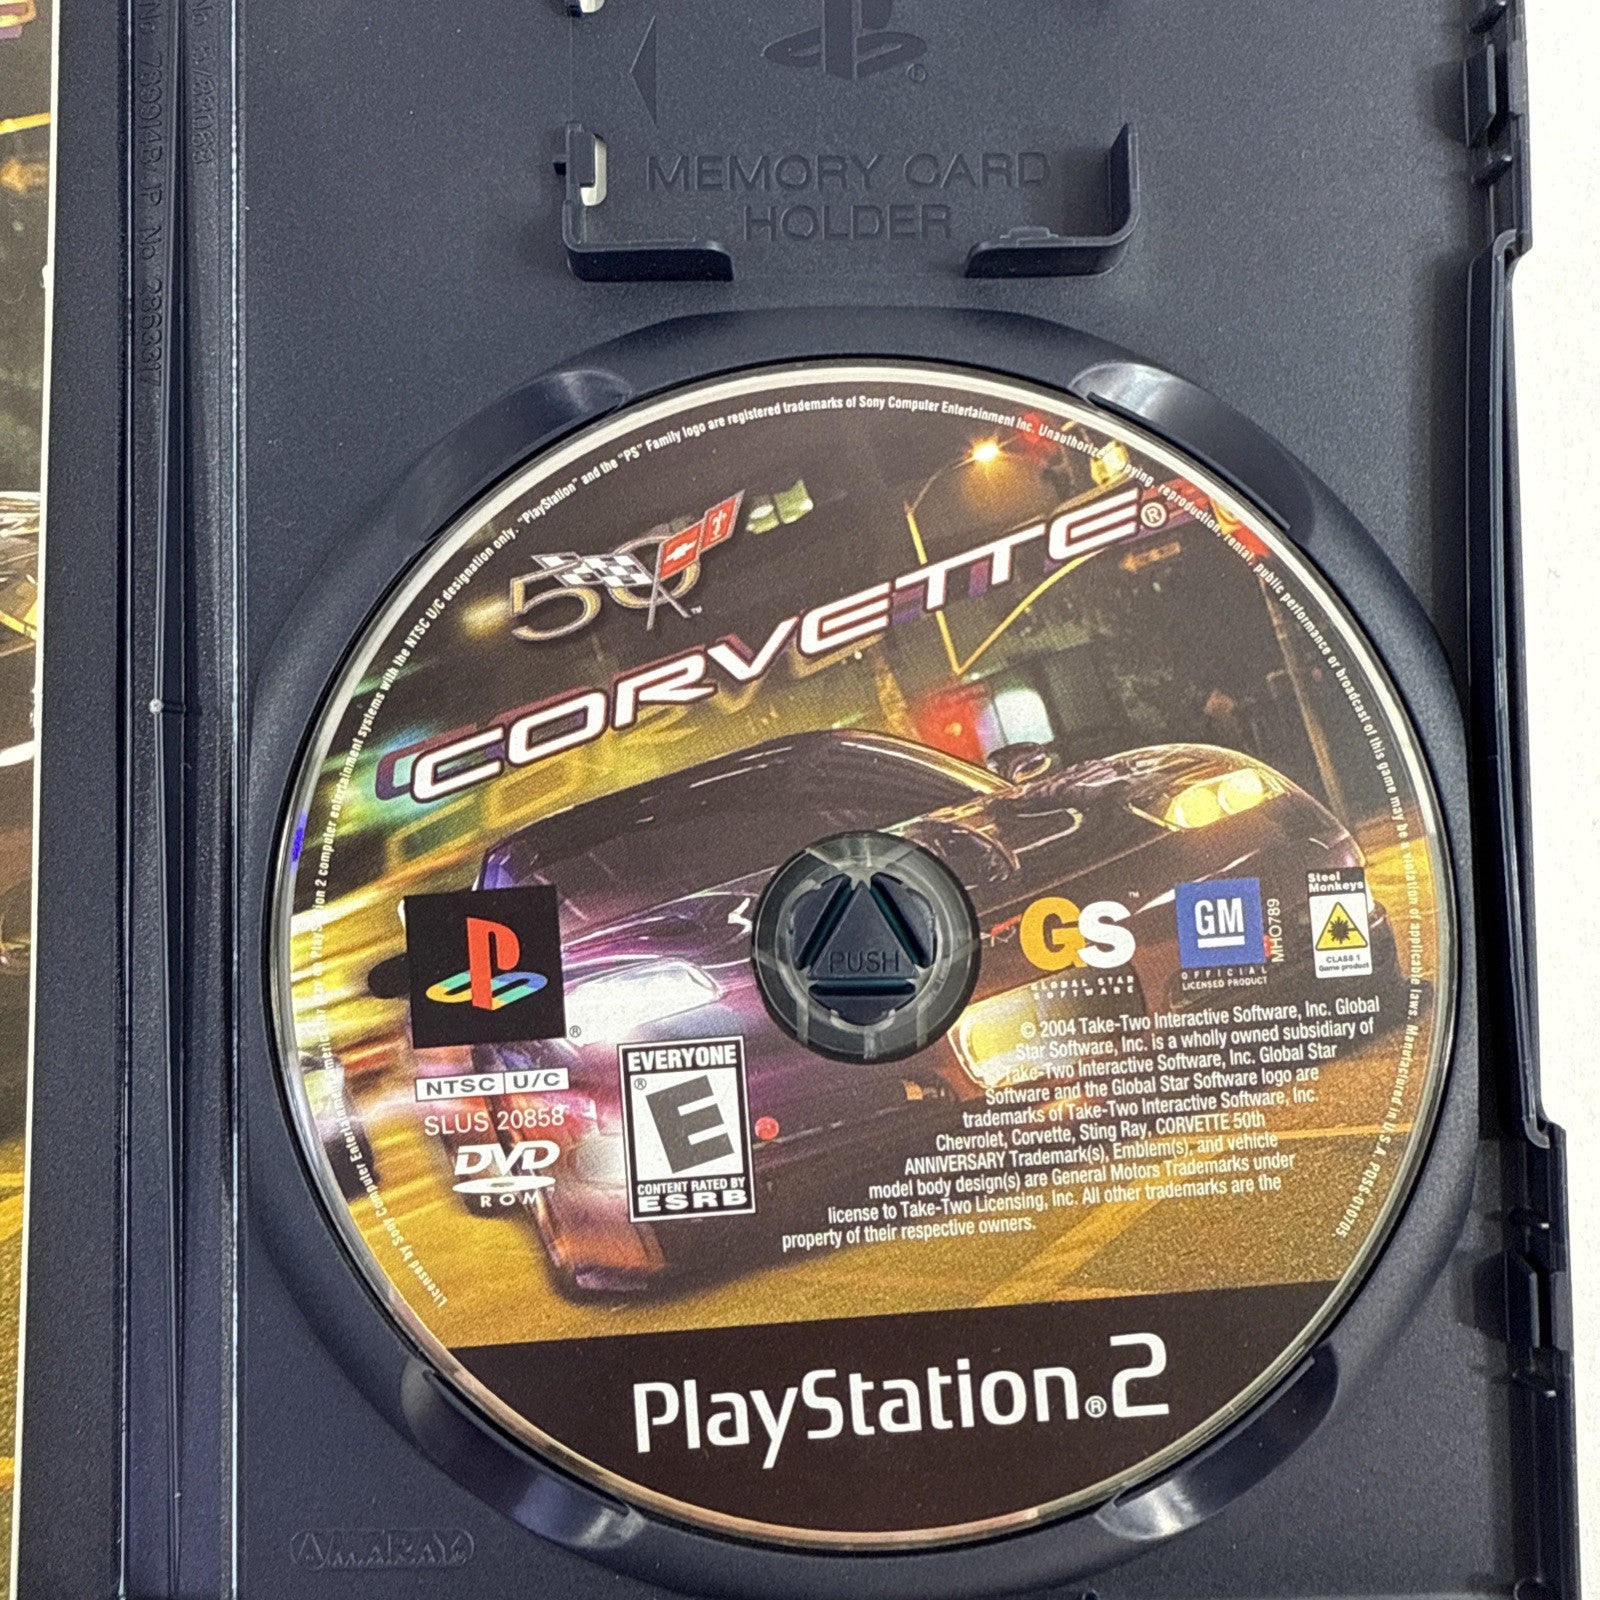 MEMORY CARD
HOLDER
"PlayStation" and the "PS" Family logo are registered trademarks of Sony Computer Entertainment Inc. Unauthorized copying, reproduction, rental, public performance or broadcast of this game may be a violation of applicable laws. Manufactured in U.S.A. PDSS-010705.
50™
CORVETTE®
PUSH
®
NTSC U/C
SLUS 20858
DVD
ROM™
EVERYONE
®
E
CONTENT RATED BY
ESRB
GS™
GLOBAL STAR
SOFTWARE
GM
OFFICIAL
LICENSED PRODUCT
MHO789
Steel
Monkeys
CLASS 1
Game product
© 2004 Take-Two Interactive Software, Inc. Global
Star Software, Inc. is a wholly owned subsidiary of
Take-Two Interactive Software, Inc. Global Star
Software and the Global Star Software logo are
trademarks of Take-Two Interactive Software, Inc.
Chevrolet, Corvette, Sting Ray, CORVETTE 50th
ANNIVERSARY Trademark(s), Emblem(s), and vehicle
model body design(s) are General Motors Trademarks under
license to Take-Two Licensing, Inc. All other trademarks are the
property of their respective owners.
Licensed by Sony Computer Entertainment America for use on PlayStation 2 computer entertainment systems with the NTSC U/C designation only.
PlayStation®2
AMARAY®